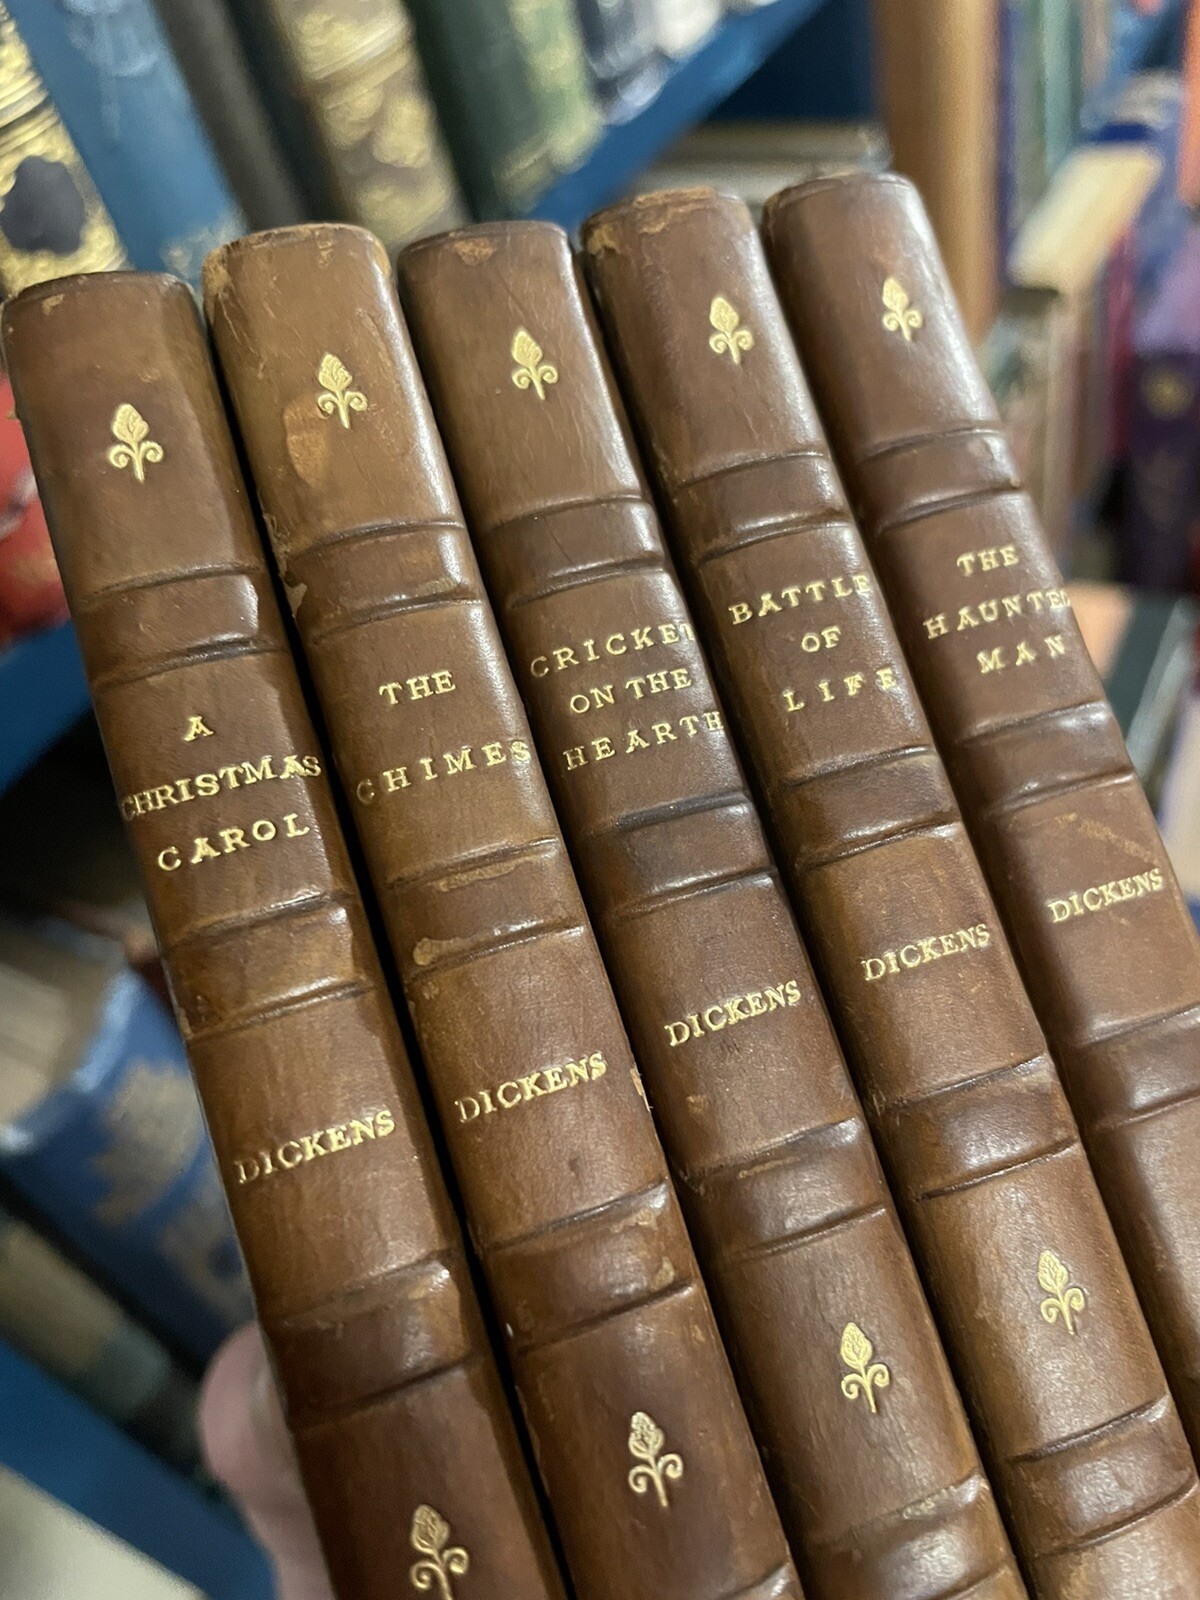 A
CHRISTMAS
CAROL
DICKENS
THE
CHIMES
DICKENS
CRICKET
ON THE
HEARTH
DICKENS
BATTLE
OF
LIFE
DICKENS
THE
HAUNTED
MAN
DICKENS